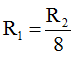 R₁ = R₂/8